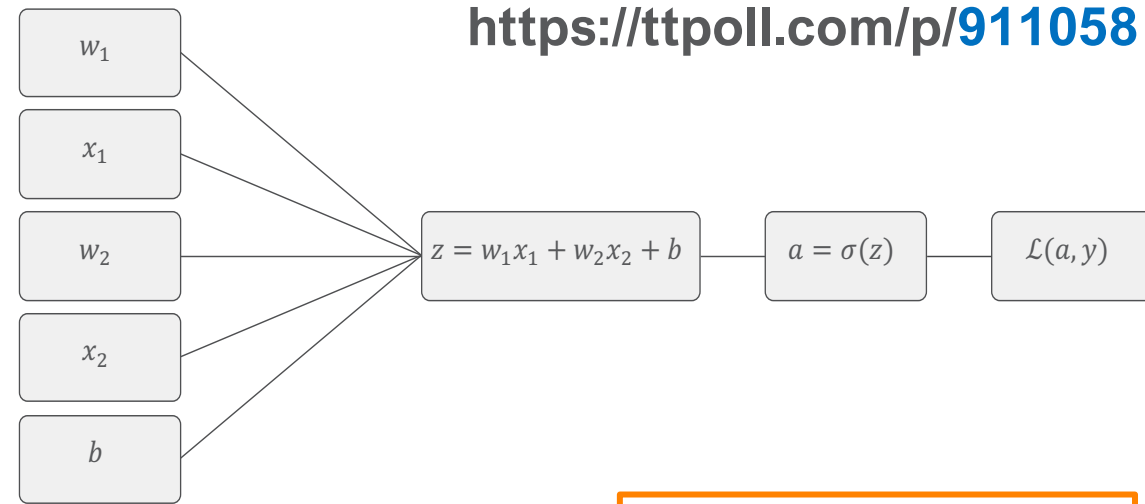 https://ttpoll.com/p/911058
w₁
x₁
w₂
x₂
b
z = w₁x₁ + w₂x₂ + b
a = σ(z)
ℒ(a, y)